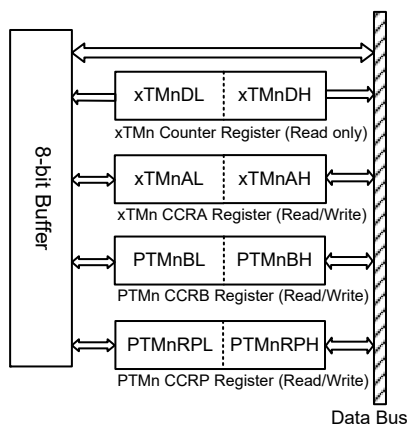 8-bit Buffer
xTMnDL xTMnDH
xTMn Counter Register (Read only)
xTMnAL xTMnAH
xTMn CCRA Register (Read/Write)
PTMnBL PTMnBH
PTMn CCRB Register (Read/Write)
PTMnRPL PTMnRPH
PTMn CCRP Register (Read/Write)
Data Bus